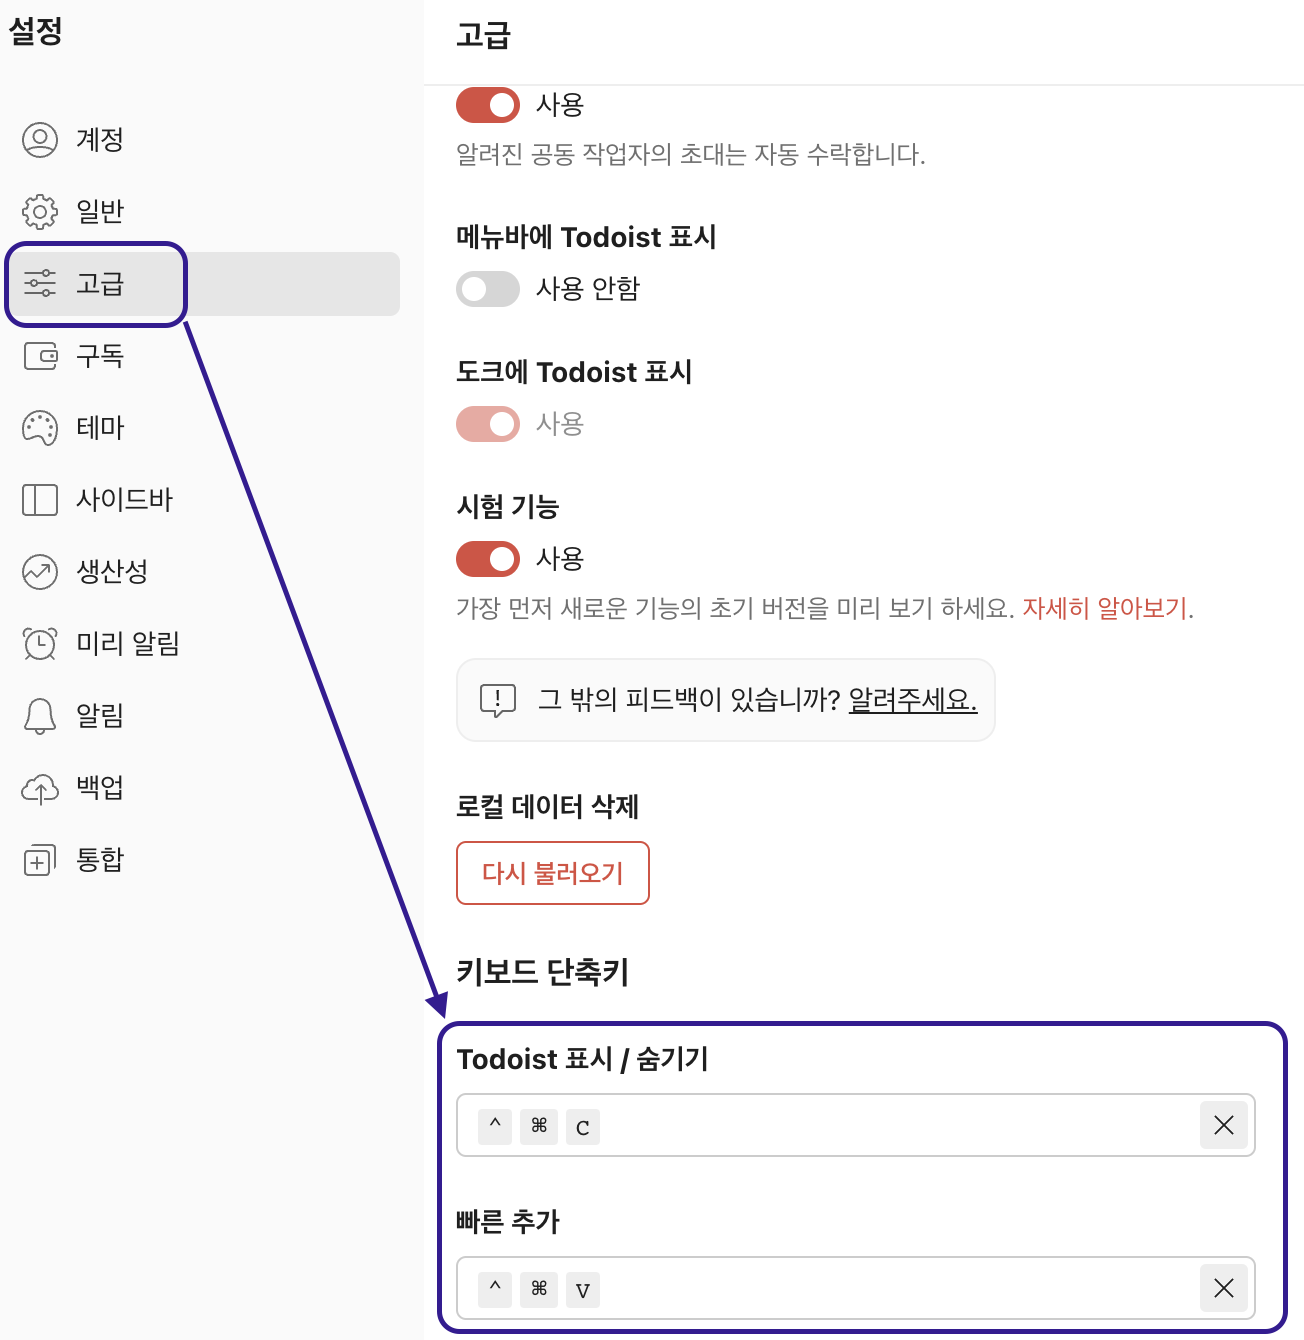 설정
계정
일반
고급
구독
테마
사이드바
생산성
미리 알림
알림
백업
통합
고급
사용
알려진 공동 작업자의 초대는 자동 수락합니다.
메뉴바에 Todoist 표시
사용 안함
도크에 Todoist 표시
사용
시험 기능
사용
가장 먼저 새로운 기능의 초기 버전을 미리 보기 하세요. 자세히 알아보기.
그 밖의 피드백이 있습니까? 알려주세요.
로컬 데이터 삭제
다시 불러오기
키보드 단축키
Todoist 표시 / 숨기기
^ ⌘ C
빠른 추가
^ ⌘ V